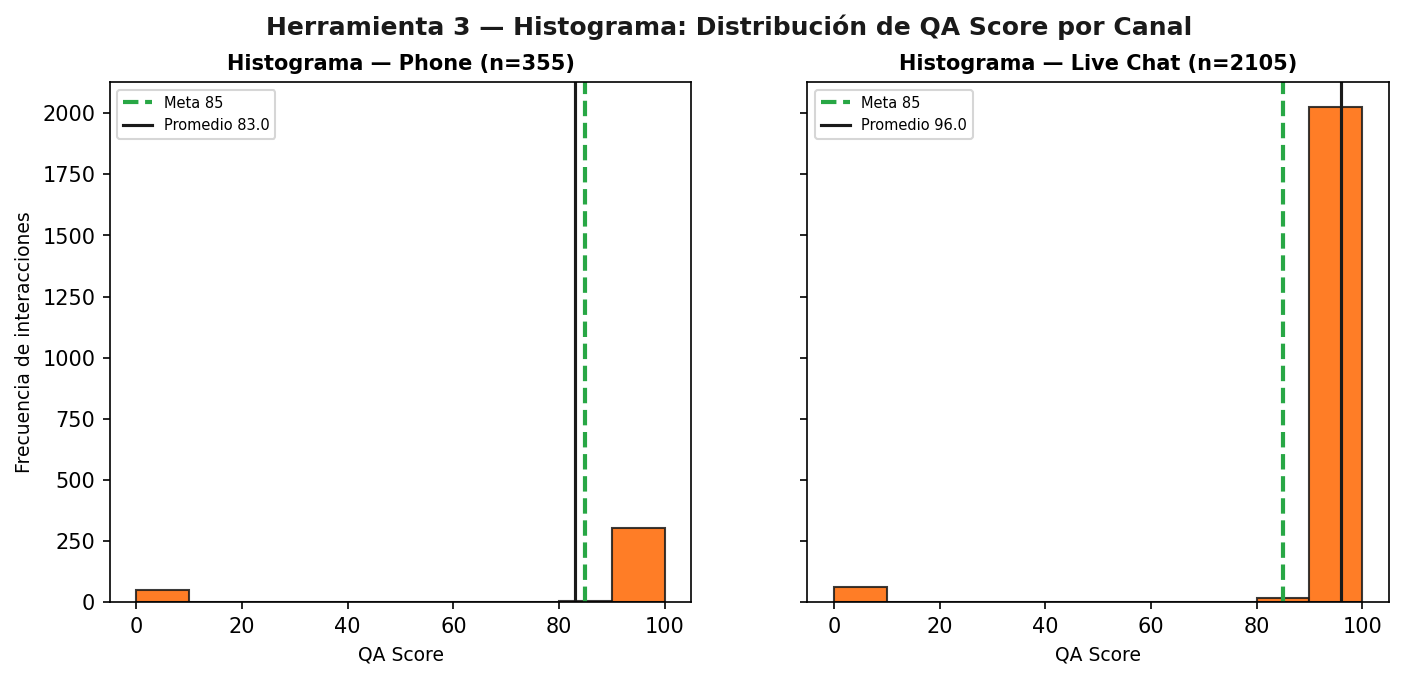 Herramienta 3 — Histograma: Distribución de QA Score por Canal
Histograma — Phone (n=355)
Meta 85
Promedio 83.0
Frecuencia de interacciones
2000
1750
1500
1250
1000
750
500
250
0
0 20 40 60 80 100
QA Score
Histograma — Live Chat (n=2105)
Meta 85
Promedio 96.0
0 20 40 60 80 100
QA Score